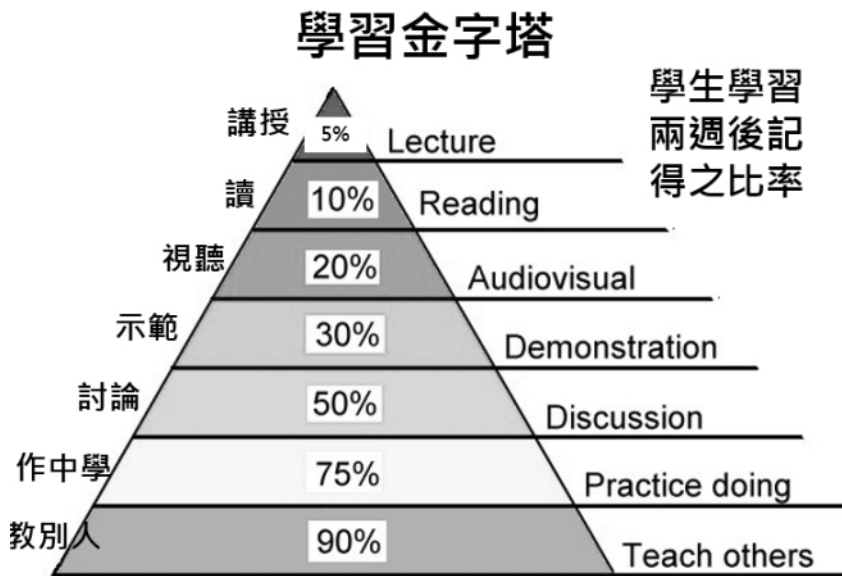 學習金字塔
學生學習
兩週後記
得之比率
講授 5% Lecture
讀 10% Reading
視聽 20% Audiovisual
示範 30% Demonstration
討論 50% Discussion
作中學 75% Practice doing
教別人 90% Teach others